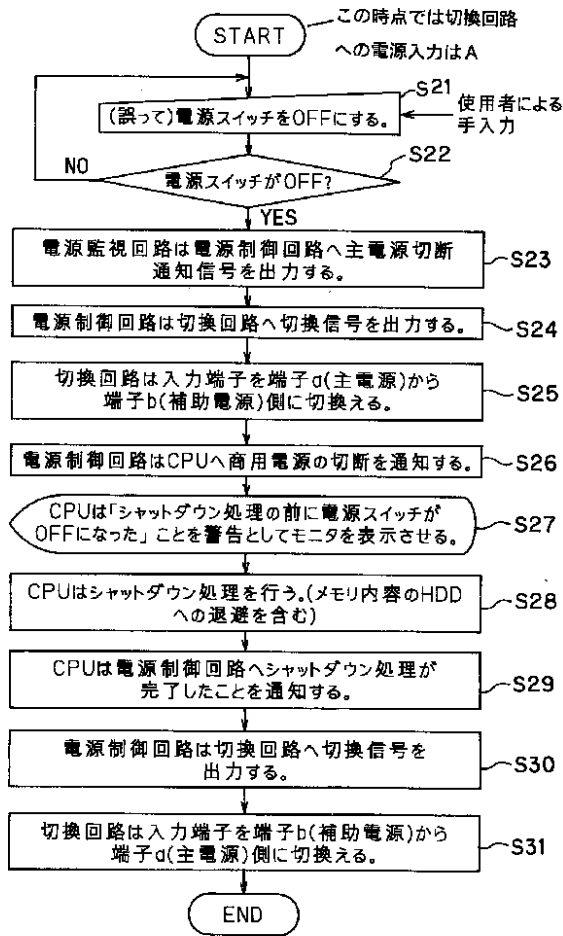 START
この時点では切換回路
への電源入力はA
S21
(誤って)電源スイッチをOFFにする。
使用者による
手入力
S22
NO
電源スイッチがOFF?
YES
電源監視回路は電源制御回路へ主電源切断
通知信号を出力する。
S23
電源制御回路は切換回路へ切換信号を出力する。
S24
切換回路は入力端子を端子a(主電源)から
端子b(補助電源)側に切換える。
S25
電源制御回路はCPUへ商用電源の切断を通知する。
S26
CPUは「シャットダウン処理の前に電源スイッチが
OFFになった」ことを警告としてモニタを表示させる。
S27
CPUはシャットダウン処理を行う。(メモリ内容のHDD
への退避を含む)
S28
CPUは電源制御回路へシャットダウン処理が
完了したことを通知する。
S29
電源制御回路は切換回路へ切換信号を
出力する。
S30
切換回路は入力端子を端子b(補助電源)から
端子a(主電源)側に切換える。
S31
END